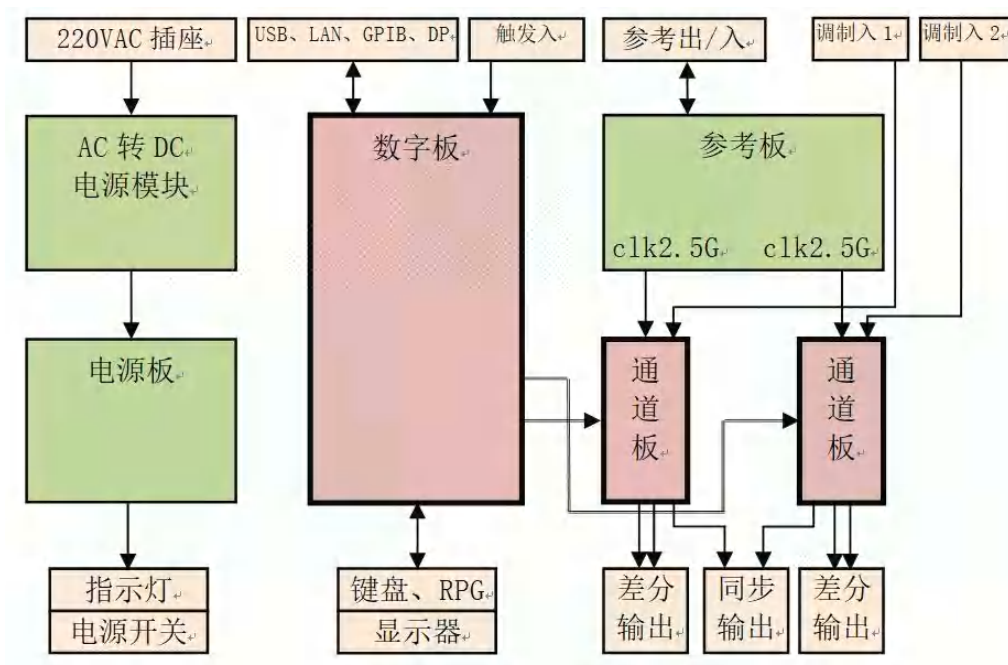 220VAC 插座
USB、LAN、GPIB、DP
触发入
参考出/入
调制入 1
调制入 2
AC 转 DC
电源模块
数字板
参考板
clk2.5G
clk2.5G
电源板
通
道
板
通
道
板
指示灯
电源开关
键盘、RPG
显示器
差分
输出
同步
输出
差分
输出